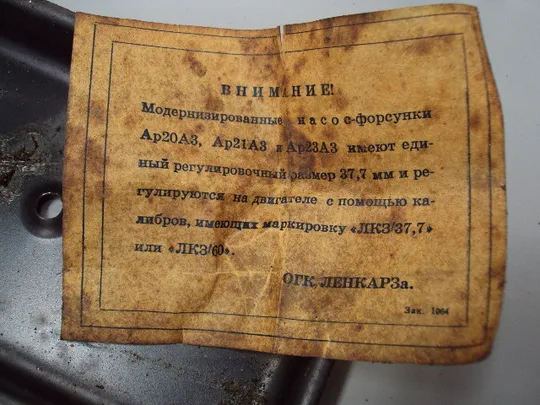 ВНИМАНИЕ!
Модернизированные насос-форсунки
Ар20А3, Ар21А3 и Ар23А3 имеют еди-
ный регулировочный размер 37,7 мм и ре-
гулируются на двигателе с помощью ка-
либров, имеющих маркировку «ЛКЗ/37,7»
или «ЛКЗ/60».
ОГК ЛЕНКАРЗа.
Зак. 1064